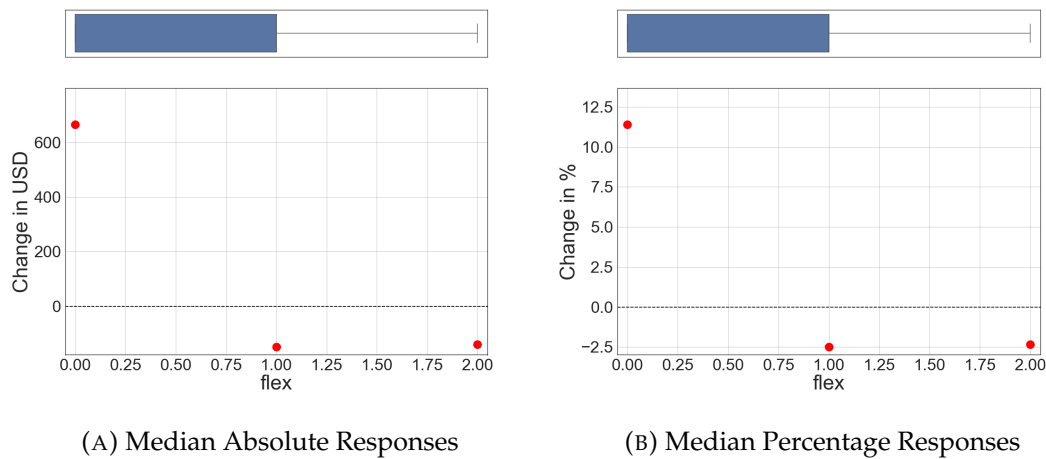 Change in USD
600
400
200
0
0.00 0.25 0.50 0.75 1.00 1.25 1.50 1.75 2.00
flex
(A) Median Absolute Responses
Change in %
12.5
10.0
7.5
5.0
2.5
0.0
−2.5
0.00 0.25 0.50 0.75 1.00 1.25 1.50 1.75 2.00
flex
(B) Median Percentage Responses